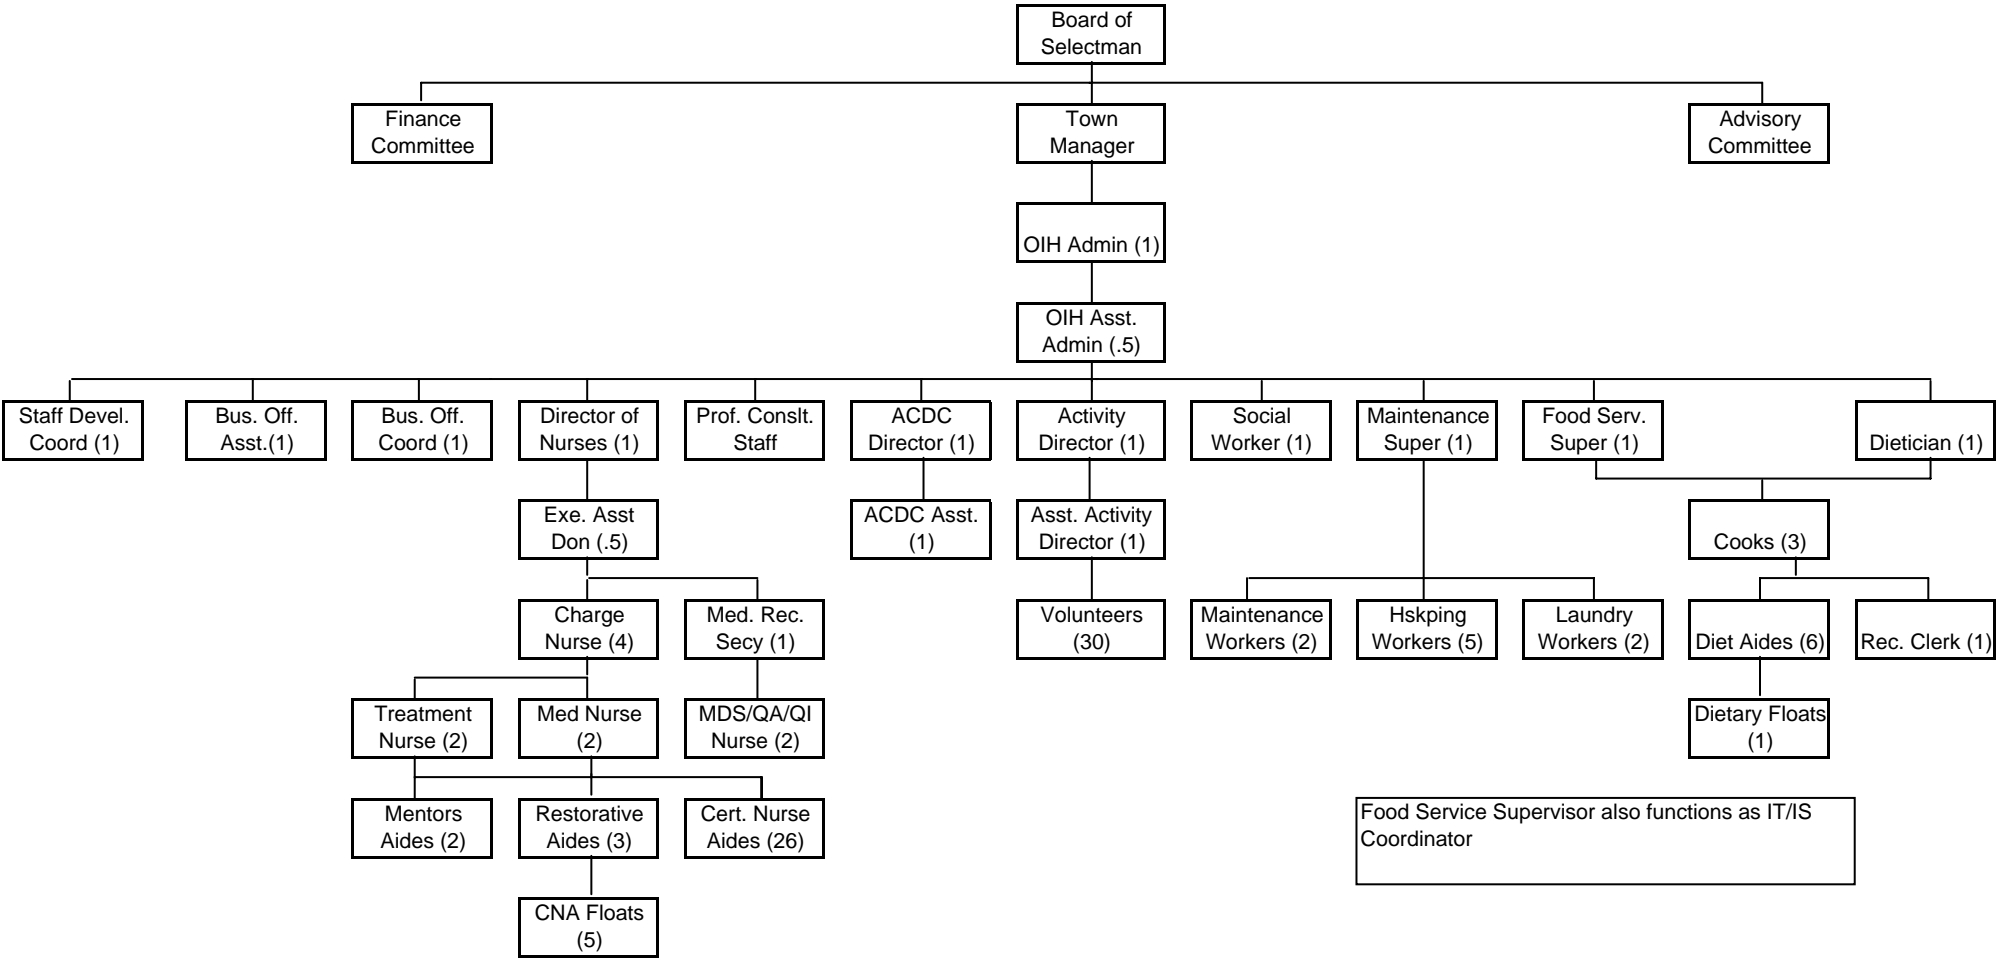 Board of
Selectman
Finance
Committee
Town
Manager
Advisory
Committee
OIH Admin (1)
OIH Asst.
Admin (.5)
Staff Devel.
Coord (1)
Bus. Off.
Asst.(1)
Bus. Off.
Coord (1)
Director of
Nurses (1)
Prof. Conslt.
Staff
ACDC
Director (1)
Activity
Director (1)
Social
Worker (1)
Maintenance
Super (1)
Food Serv.
Super (1)
Dietician (1)
Exe. Asst
Don (.5)
ACDC Asst.
(1)
Asst. Activity
Director (1)
Cooks (3)
Charge
Nurse (4)
Med. Rec.
Secy (1)
Volunteers
(30)
Maintenance
Workers (2)
Hskping
Workers (5)
Laundry
Workers (2)
Diet Aides (6)
Rec. Clerk (1)
Treatment
Nurse (2)
Med Nurse
(2)
MDS/QA/QI
Nurse (2)
Dietary Floats
(1)
Mentors
Aides (2)
Restorative
Aides (3)
Cert. Nurse
Aides (26)
Food Service Supervisor also functions as IT/IS
Coordinator
CNA Floats
(5)